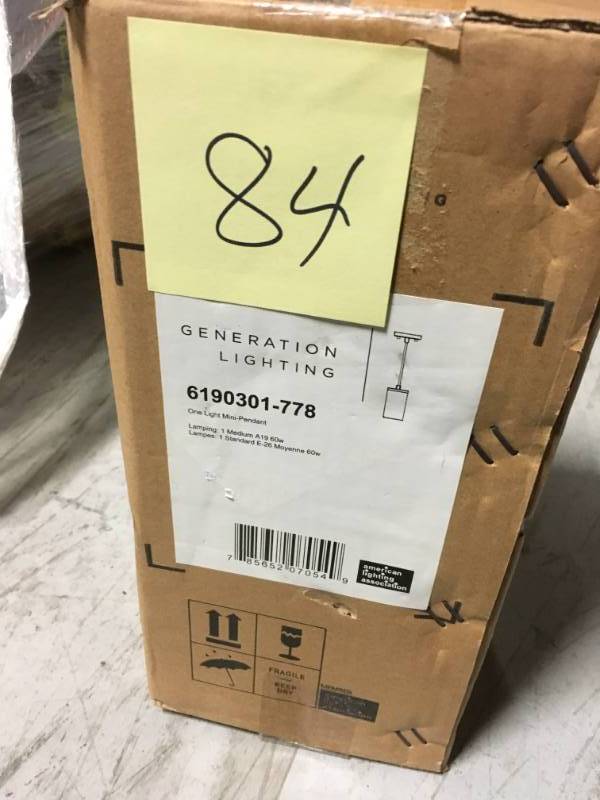 84
G
GENERATION
LIGHTING
6190301-778
One Light Mini-Pendant
Lamping: 1 Medium A19 60w
Lampes: 1 Standard E-26 Moyenne 60w
7 85652 07054 9
american
lighting
association
FRAGILE
KEEP
DRY
MEMBER